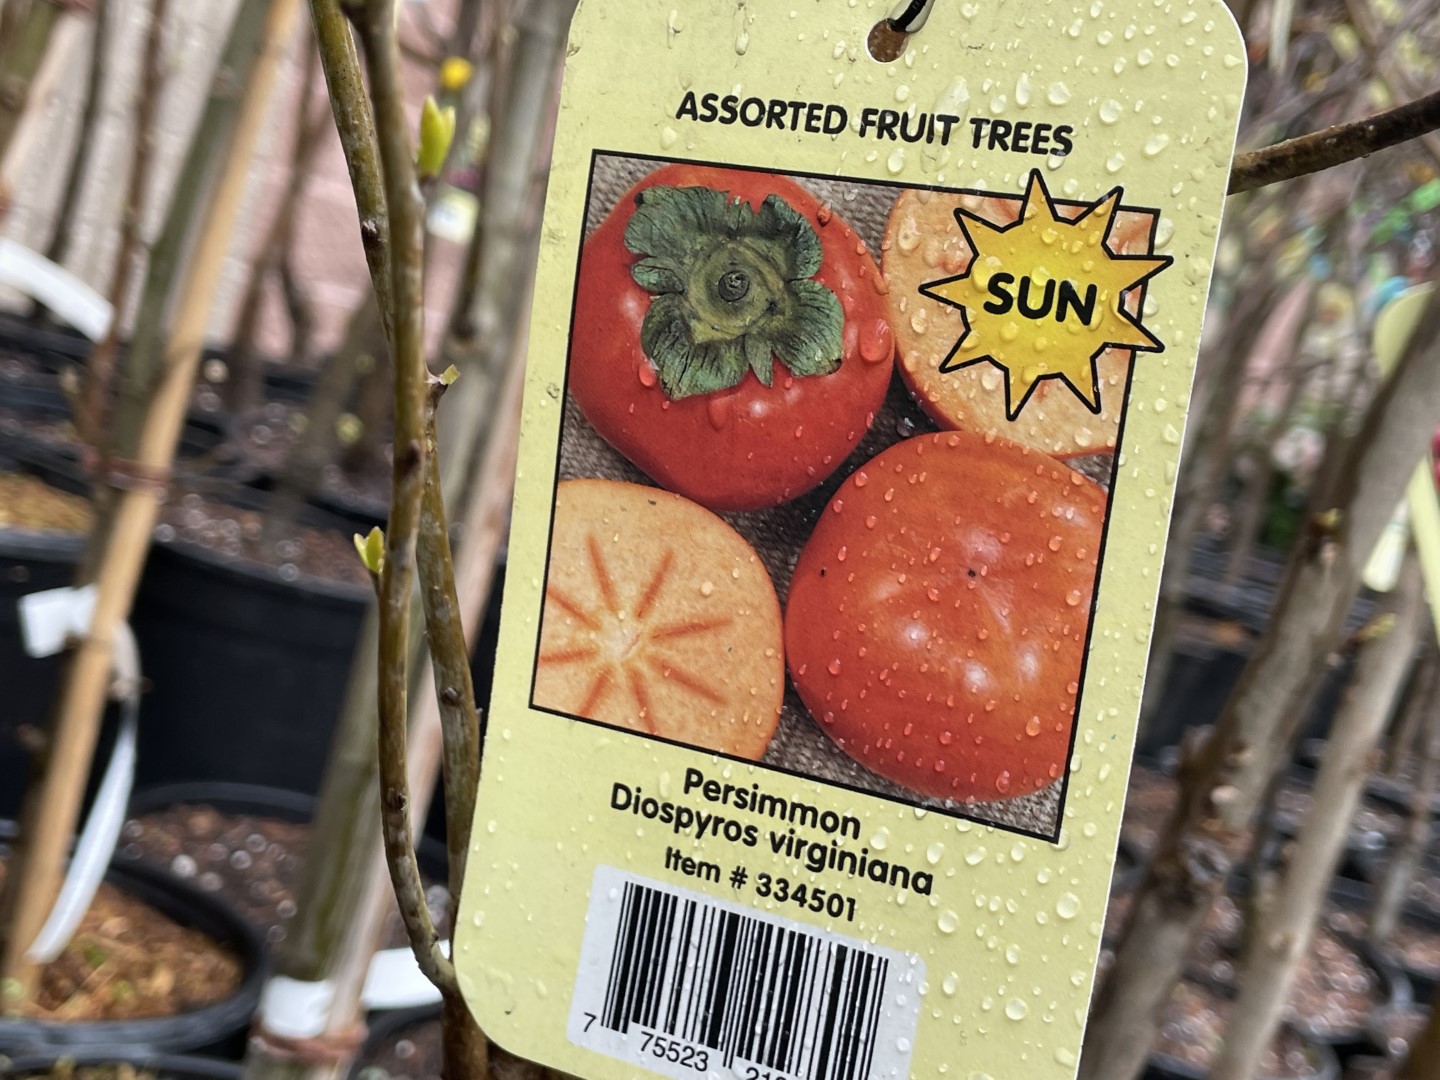 ASSORTED FRUIT TREES
SUN
Persimmon
Diospyros virginiana
Item # 334501
7 75523